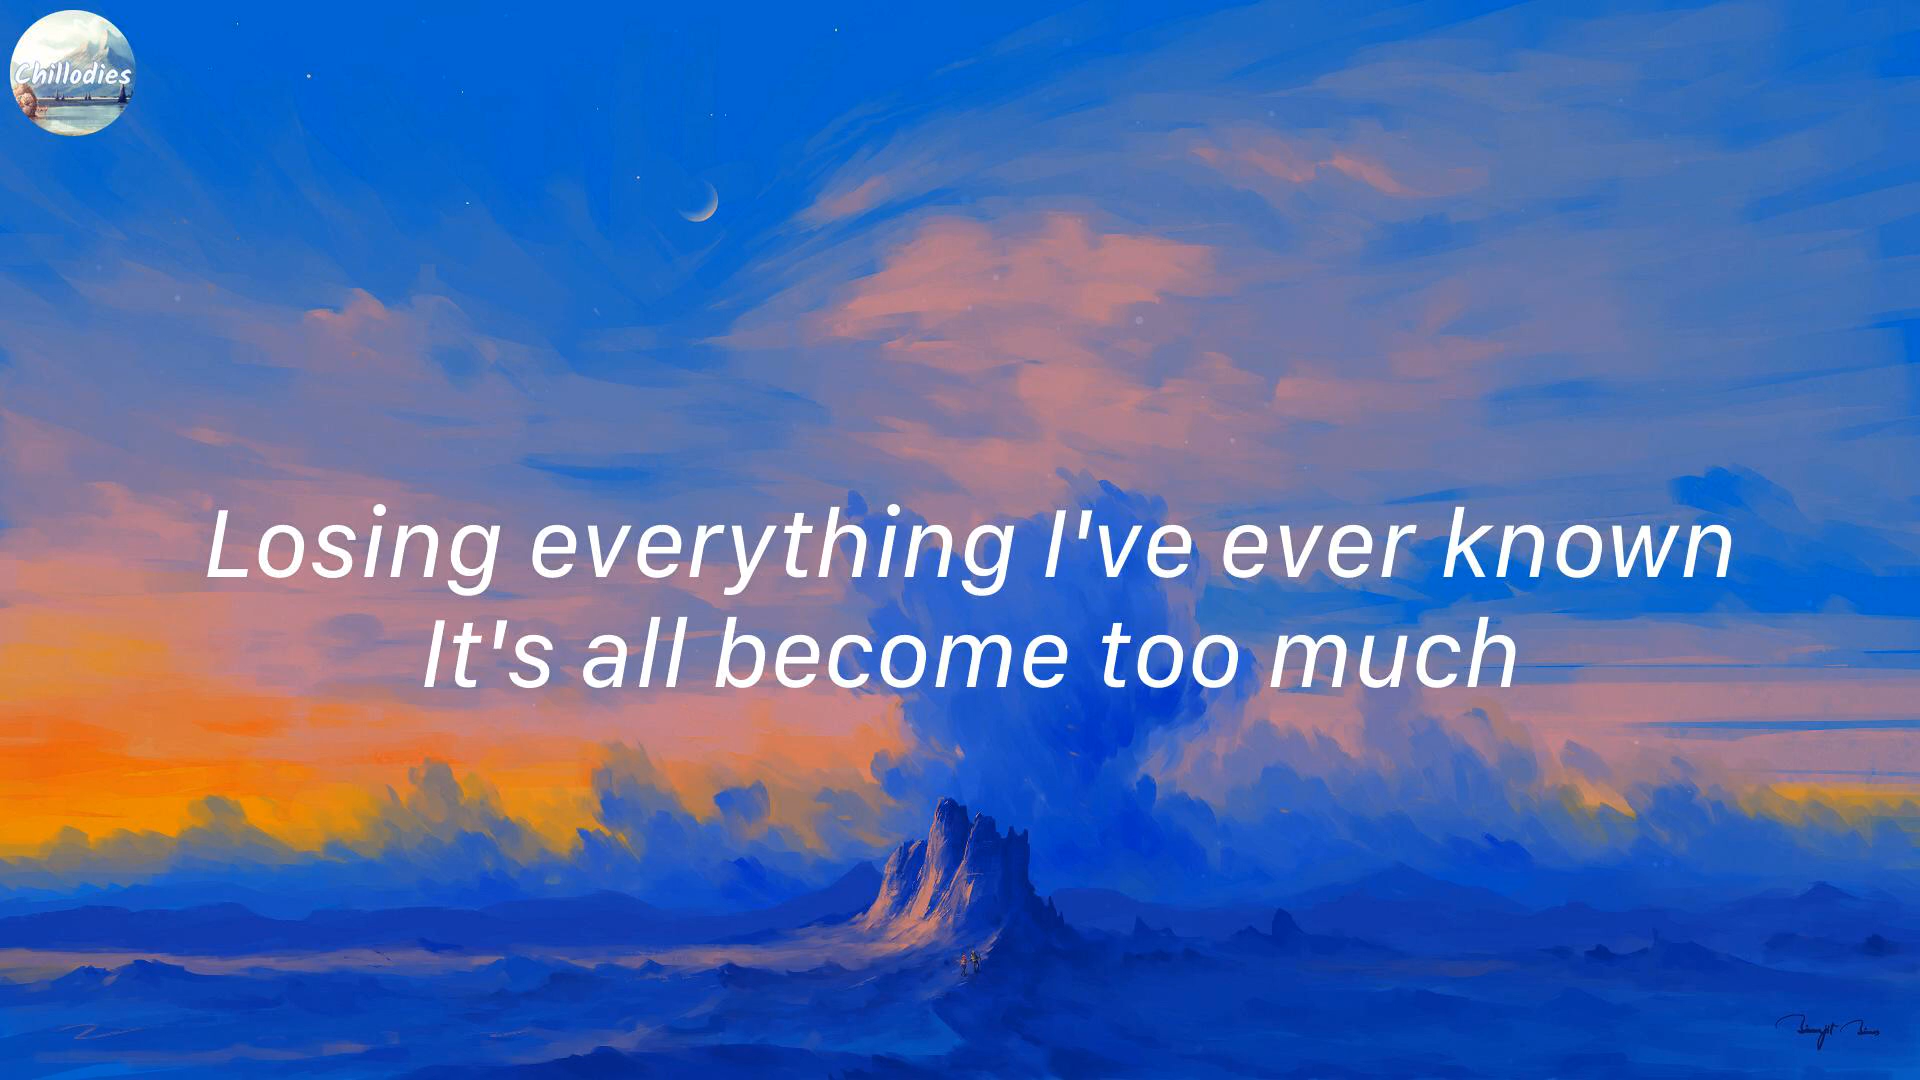 Chillodies
Losing everything I've ever known
It's all become too much